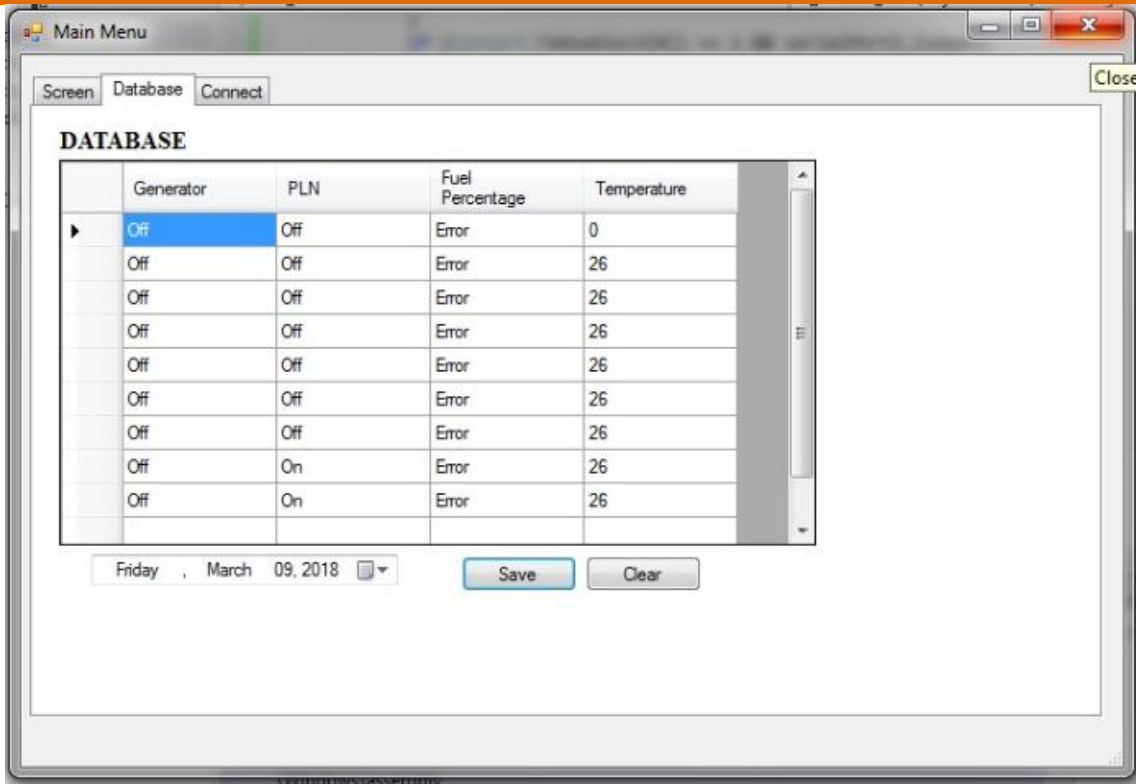 Main Menu
Close
Screen Database Connect
DATABASE
Generator PLN Fuel Percentage Temperature
Off Off Error 0
Off Off Error 26
Off Off Error 26
Off Off Error 26
Off Off Error 26
Off Off Error 26
Off Off Error 26
Off On Error 26
Off On Error 26
Friday , March 09, 2018 Save Clear